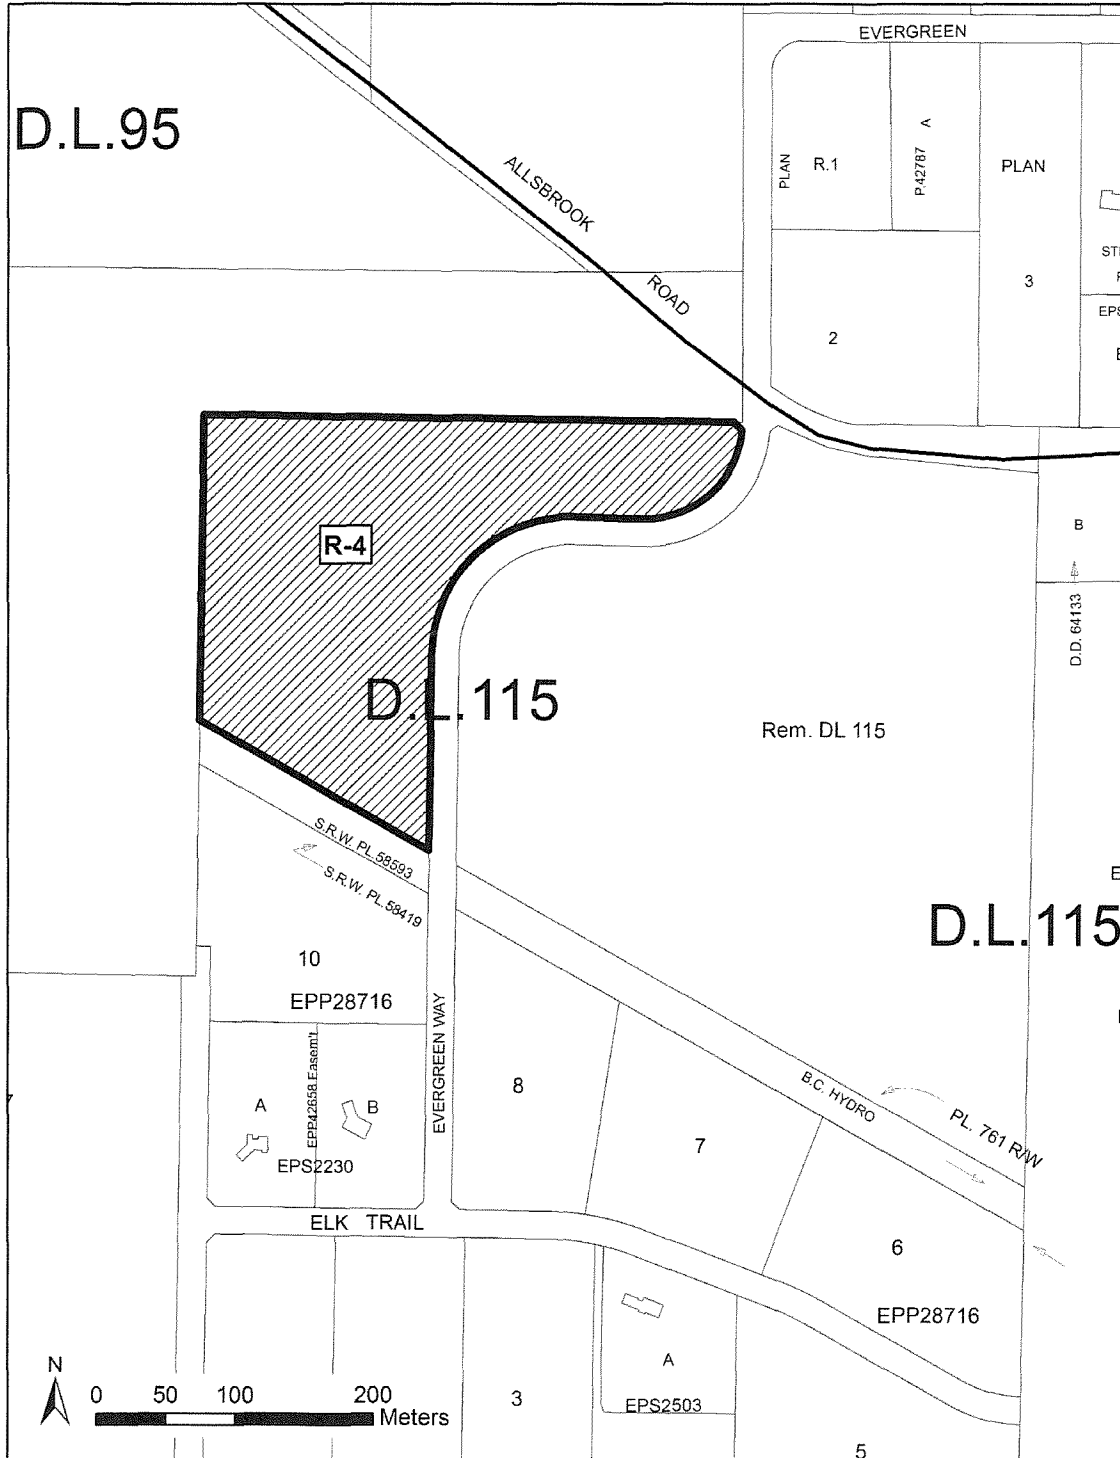 EVERGREEN
D.L.95
ALLSBROOK
ROAD
PLAN
R.1
P.42787
A
PLAN
3
2
B
D.D. 64133
R-4
D.L.115
Rem. DL 115
S.R.W. PL.58593
S.R.W. PL.58419
D.L.115
10
EPP28716
EVERGREEN WAY
8
B.C. HYDRO
PL. 761 R/W
A
EPP42658 Easem't
B
EPS2230
7
ELK TRAIL
6
EPP28716
A
EPS2503
3
5
N
0 50 100 200
Meters